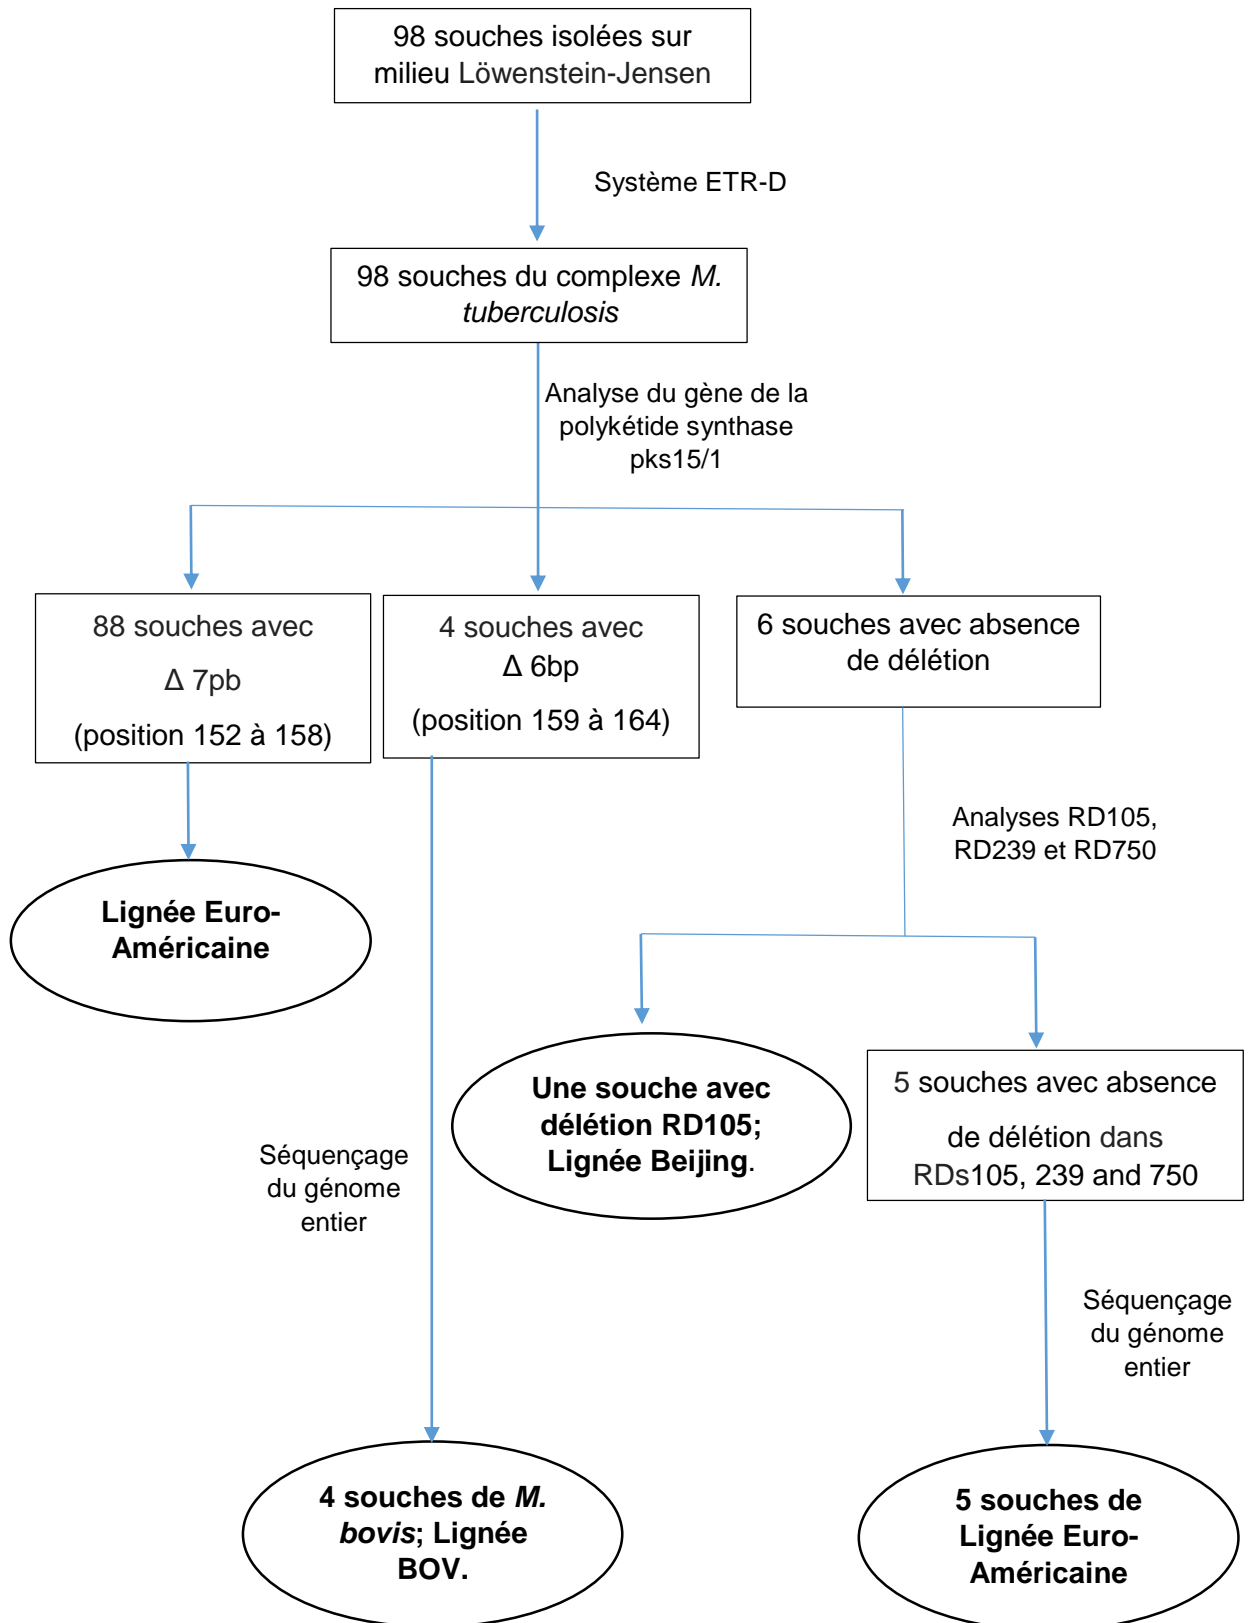 98 souches isolées sur
milieu Löwenstein-Jensen
Système ETR-D
98 souches du complexe M.
tuberculosis
Analyse du gène de la
polykétide synthase
pks15/1
88 souches avec
Δ 7pb
(position 152 à 158)
4 souches avec
Δ 6bp
(position 159 à 164)
6 souches avec absence
de délétion
Analyses RD105,
RD239 et RD750
Lignée Euro-
Américaine
Une souche avec
délétion RD105;
Lignée Beijing.
5 souches avec absence
de délétion dans
RDs105, 239 and 750
Séquençage
du génome
entier
Séquençage
du génome
entier
4 souches de M.
bovis; Lignée
BOV.
5 souches de
Lignée Euro-
Américaine